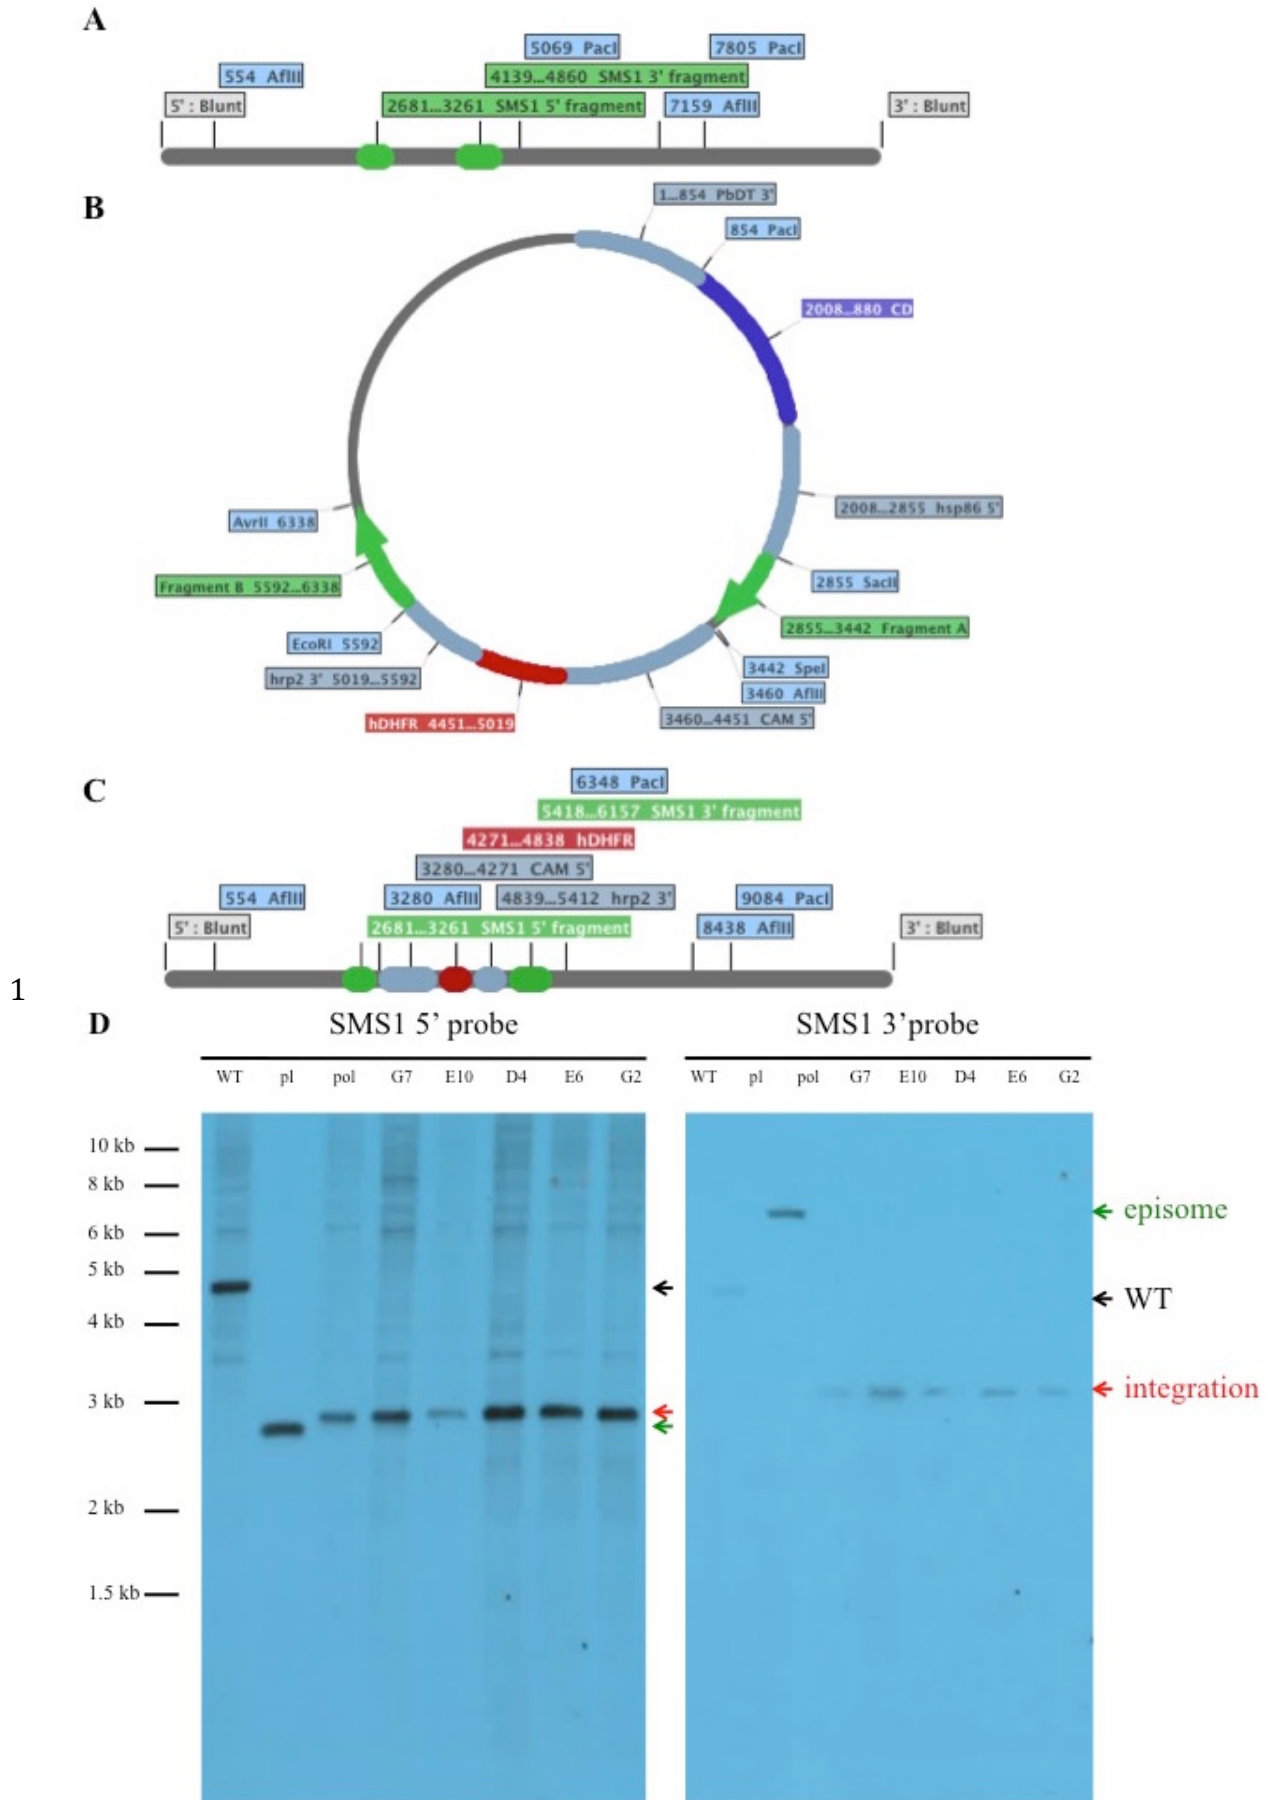 A
5069 PacI
7805 PacI
554 AflII
4139...4860 SMS1 3' fragment
5' : Blunt
2681...3261 SMS1 5' fragment
7159 AflII
3' : Blunt
B
1...854 PbDT 3'
854 PacI
2008...880 CD
2008...2855 hsp86 5'
AvrII 6338
2855 SacII
Fragment B 5592...6338
2855...3442 Fragment A
EcoRI 5592
3442 SpeI
hrp2 3' 5019...5592
3460 AflII
hDHFR 4451...5019
3460...4451 CAM 5'
C
6348 PacI
5418...6157 SMS1 3' fragment
4271...4838 hDHFR
3280...4271 CAM 5'
554 AflII
3280 AflII
4839...5412 hrp2 3'
9084 PacI
5' : Blunt
2681...3261 SMS1 5' fragment
8438 AflII
3' : Blunt
1
D
SMS1 5' probe
SMS1 3'probe
WT pl pol G7 E10 D4 E6 G2
WT pl pol G7 E10 D4 E6 G2
10 kb
8 kb
6 kb
5 kb
4 kb
3 kb
2 kb
1.5 kb
episome
WT
integration